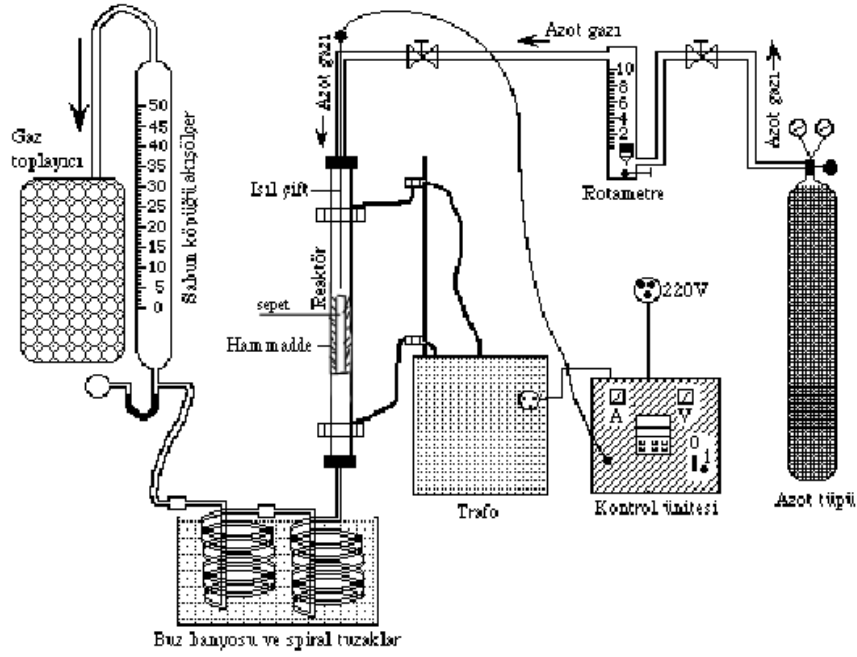 Azot gazı
Azot gazı
Azot gazı
10
8
6
4
2
Rotametre
Gaz
toplayıcı
50
45
40
35
30
25
20
15
10
5
0
Sabun köpüğü akışölçer
Isıl çift
Reaktör
sepet
Ham madde
220V
A
V
0
1
Trafo
Kontrol ünitesi
Azot tüpü
Buz banyosu ve spiral tuzaklar